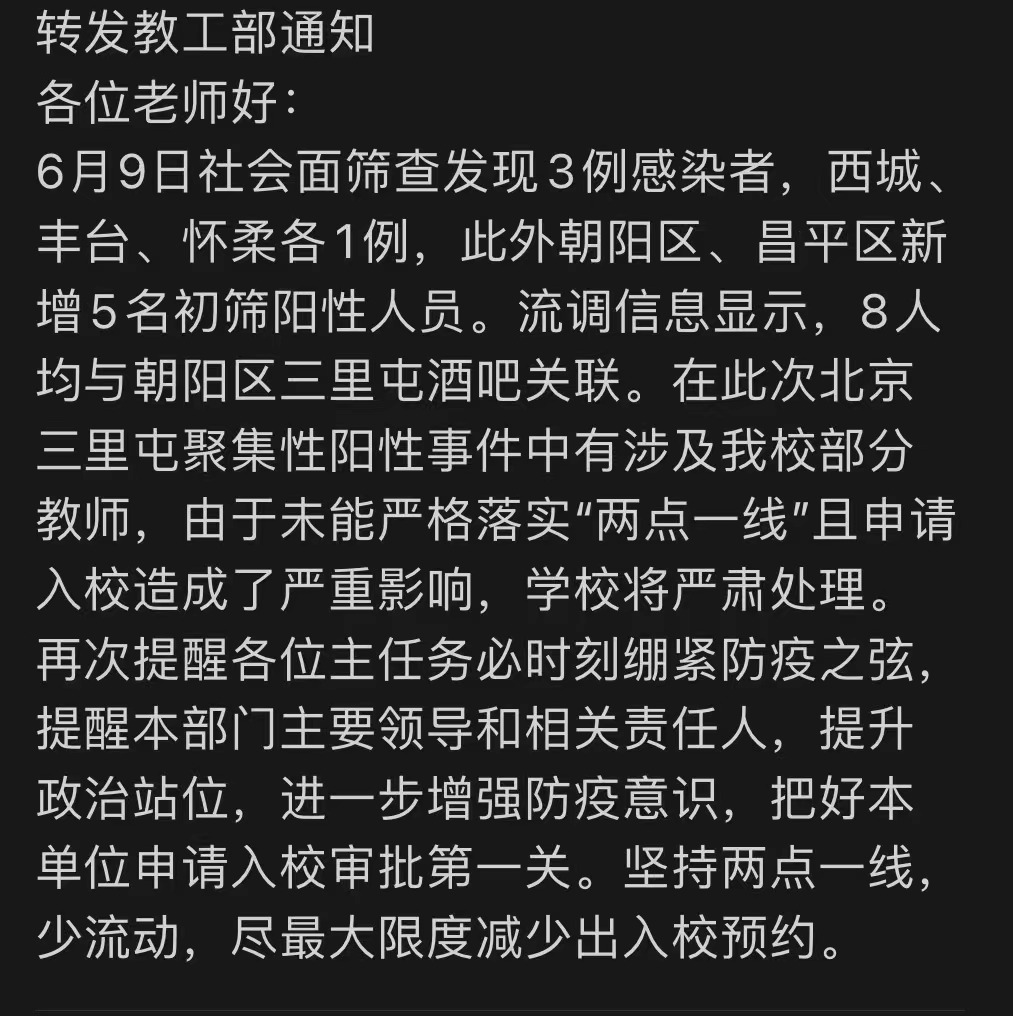 转发教工部通知
各位老师好：
6月9日社会面筛查发现3例感染者，西城、
丰台、怀柔各1例，此外朝阳区、昌平区新
增5名初筛阳性人员。流调信息显示，8人
均与朝阳区三里屯酒吧关联。在此次北京
三里屯聚集性阳性事件中有涉及我校部分
教师，由于未能严格落实“两点一线”且申请
入校造成了严重影响，学校将严肃处理。
再次提醒各位主任务必时刻绷紧防疫之弦，
提醒本部门主要领导和相关责任人，提升
政治站位，进一步增强防疫意识，把好本
单位申请入校审批第一关。坚持两点一线，
少流动，尽最大限度减少出入校预约。